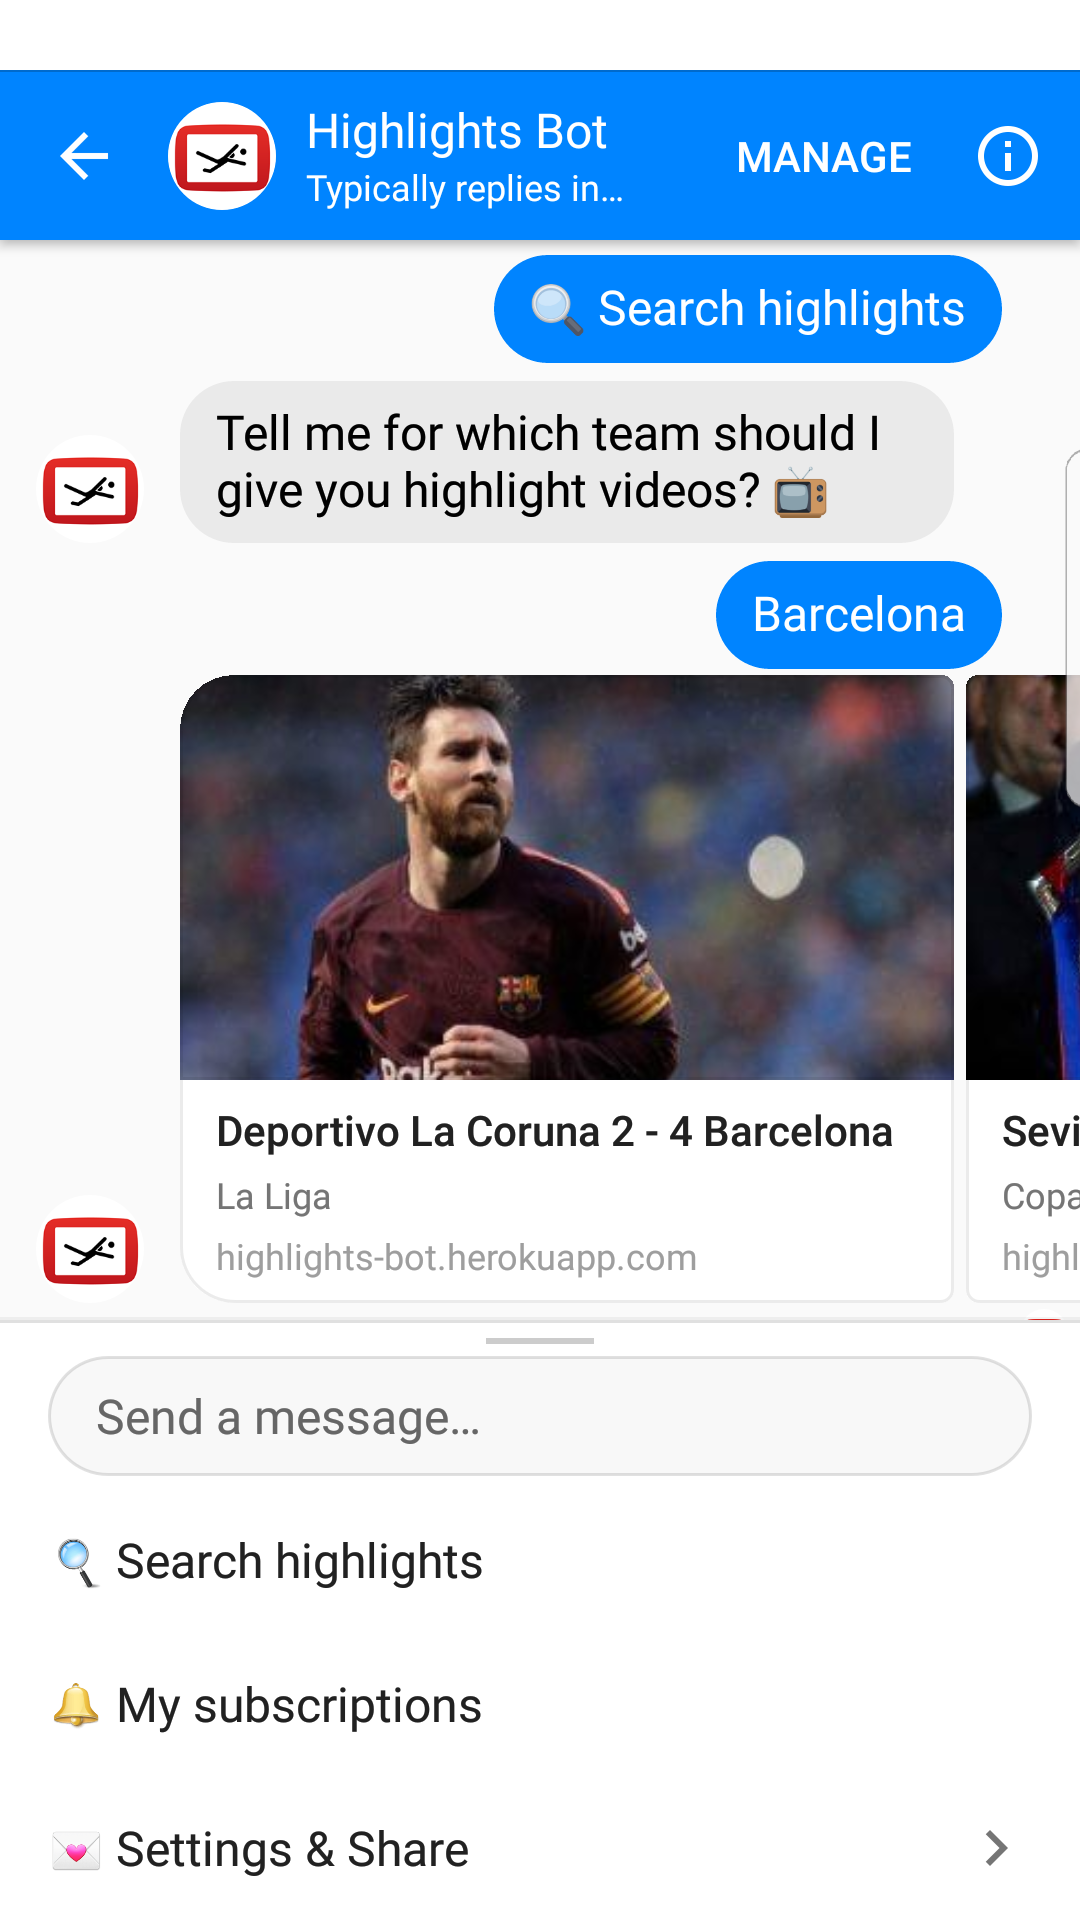 Highlights Bot
Typically replies in...
MANAGE
🔍 Search highlights
Tell me for which team should I
give you highlight videos? 📺
Barcelona
Deportivo La Coruna 2 - 4 Barcelona
La Liga
highlights-bot.herokuapp.com
Sevi
Copa
highl
Send a message...
🔍 Search highlights
🔔 My subscriptions
💌 Settings & Share